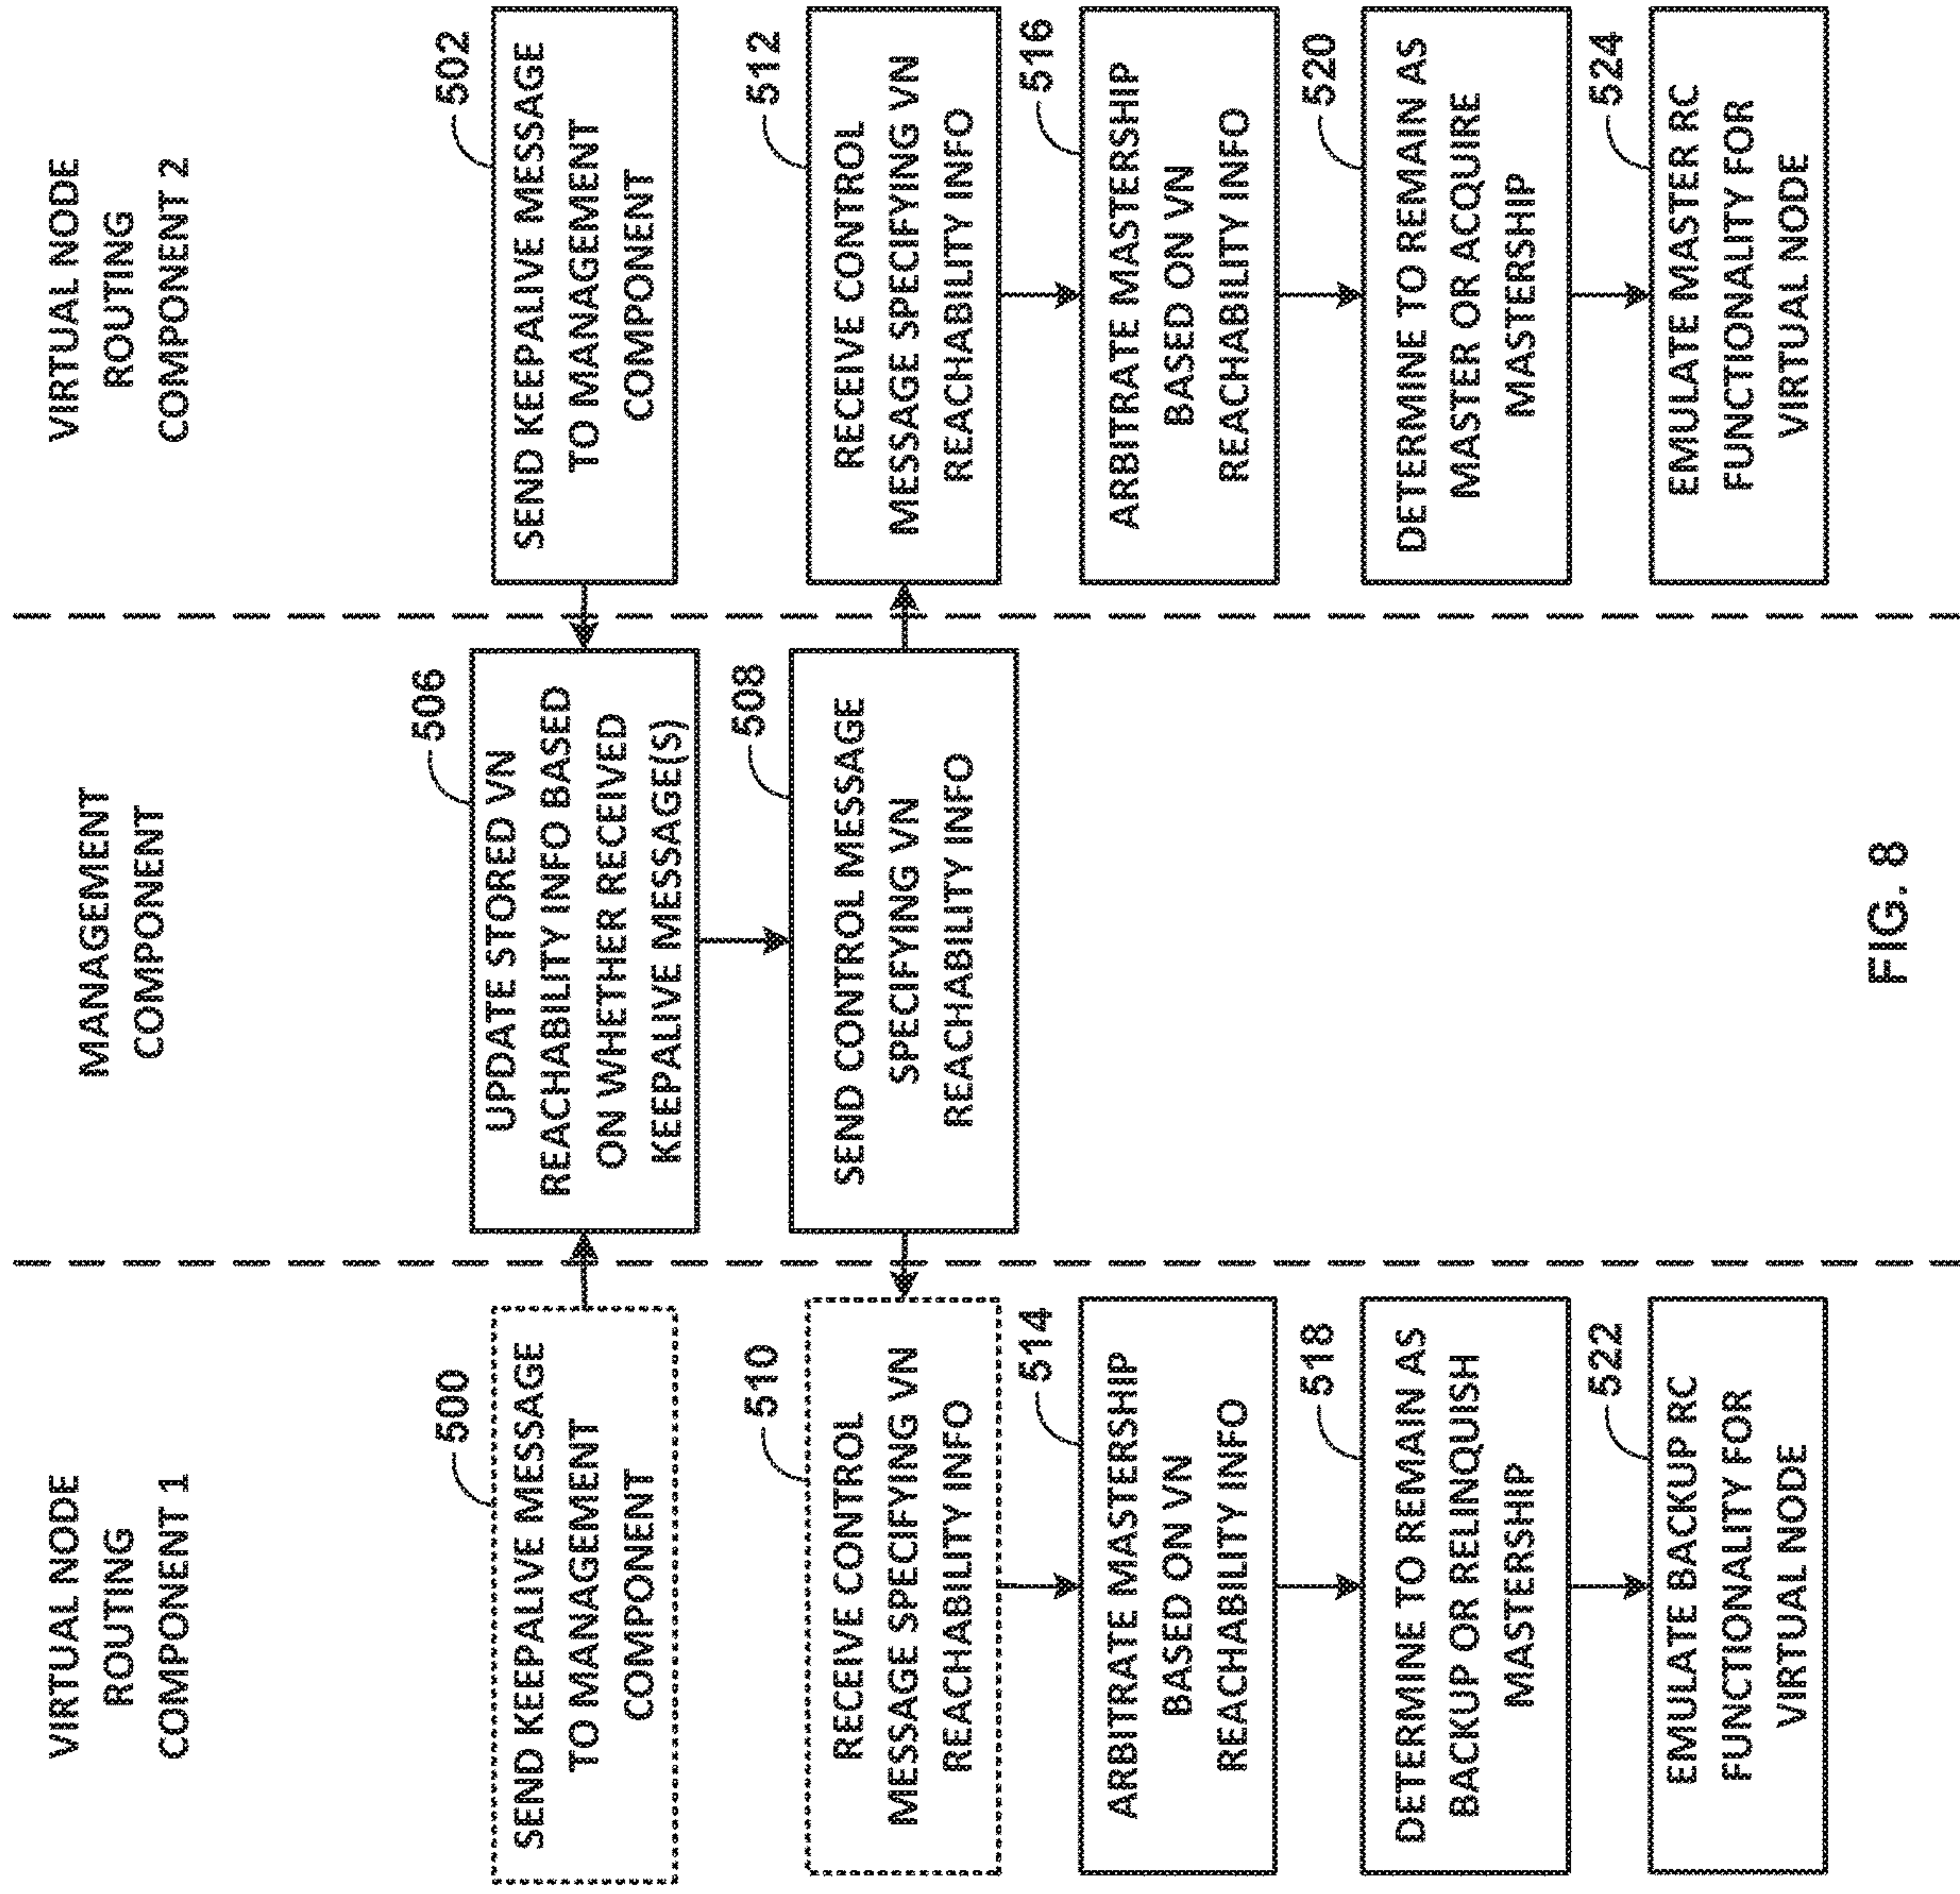 VIRTUAL NODE
ROUTING
COMPONENT 1
MANAGEMENT
COMPONENT
VIRTUAL NODE
ROUTING
COMPONENT 2
500
SEND KEEPALIVE MESSAGE
TO MANAGEMENT
COMPONENT
506
UPDATE STORED VN
REACHABILITY INFO BASED
ON WHETHER RECEIVED
KEEPALIVE MESSAGE(S)
502
SEND KEEPALIVE MESSAGE
TO MANAGEMENT
COMPONENT
510
RECEIVE CONTROL
MESSAGE SPECIFYING VN
REACHABILITY INFO
508
SEND CONTROL MESSAGE
SPECIFYING VN
REACHABILITY INFO
512
RECEIVE CONTROL
MESSAGE SPECIFYING VN
REACHABILITY INFO
514
ARBITRATE MASTERSHIP
BASED ON VN
REACHABILITY INFO
516
ARBITRATE MASTERSHIP
BASED ON VN
REACHABILITY INFO
518
DETERMINE TO REMAIN AS
BACKUP OR RELINQUISH
MASTERSHIP
520
DETERMINE TO REMAIN AS
MASTER OR ACQUIRE
MASTERSHIP
522
EMULATE BACKUP RC
FUNCTIONALITY FOR
VIRTUAL NODE
524
EMULATE MASTER RC
FUNCTIONALITY FOR
VIRTUAL NODE
FIG. 8